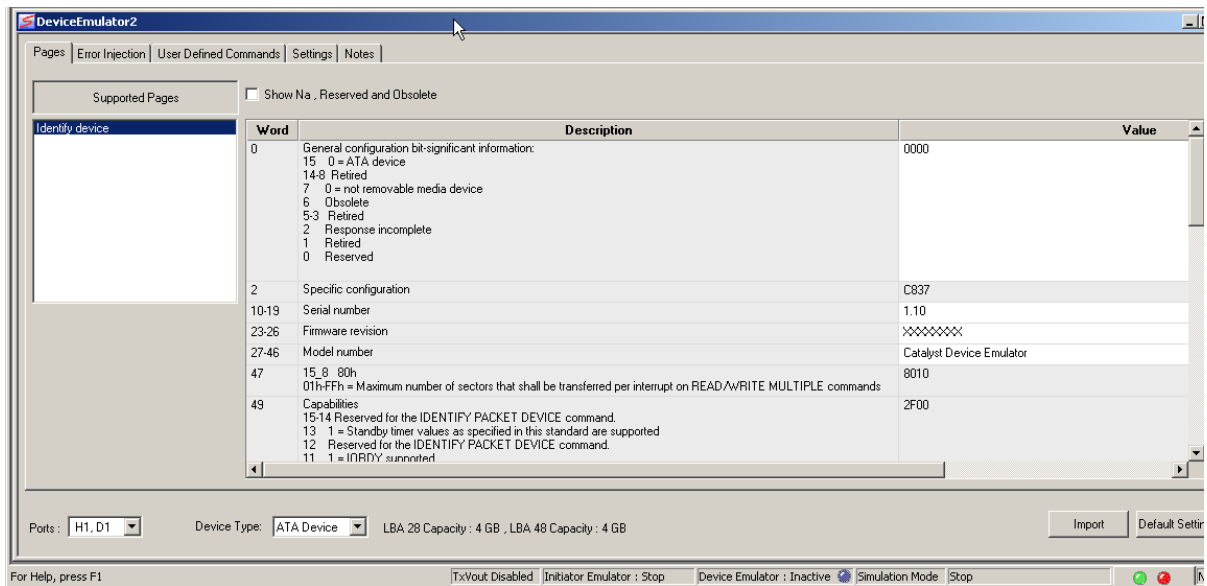 DeviceEmulator2
Pages Error Injection User Defined Commands Settings Notes
Supported Pages
Show Na , Reserved and Obsolete
Identify device
Word Description Value
0 General configuration bit-significant information: 0000
15 0 = ATA device
14-8 Retired
7 0 = not removable media device
6 Obsolete
5-3 Retired
2 Response incomplete
1 Retired
0 Reserved
2 Specific configuration C837
10-19 Serial number 1.10
23-26 Firmware revision XXXXXXXX
27-46 Model number Catalyst Device Emulator
47 15_8 80h 8010
01h-FFh = Maximum number of sectors that shall be transferred per interrupt on READ/WRITE MULTIPLE commands
49 Capabilities 2F00
15-14 Reserved for the IDENTIFY PACKET DEVICE command.
13 1 = Standby timer values as specified in this standard are supported
12 Reserved for the IDENTIFY PACKET DEVICE command.
11 1 = IORDY supported
Ports : H1, D1 Device Type: ATA Device LBA 28 Capacity : 4 GB , LBA 48 Capacity : 4 GB Import Default Settin
For Help, press F1 TxVout Disabled Initiator Emulator : Stop Device Emulator : Inactive Simulation Mode Stop N